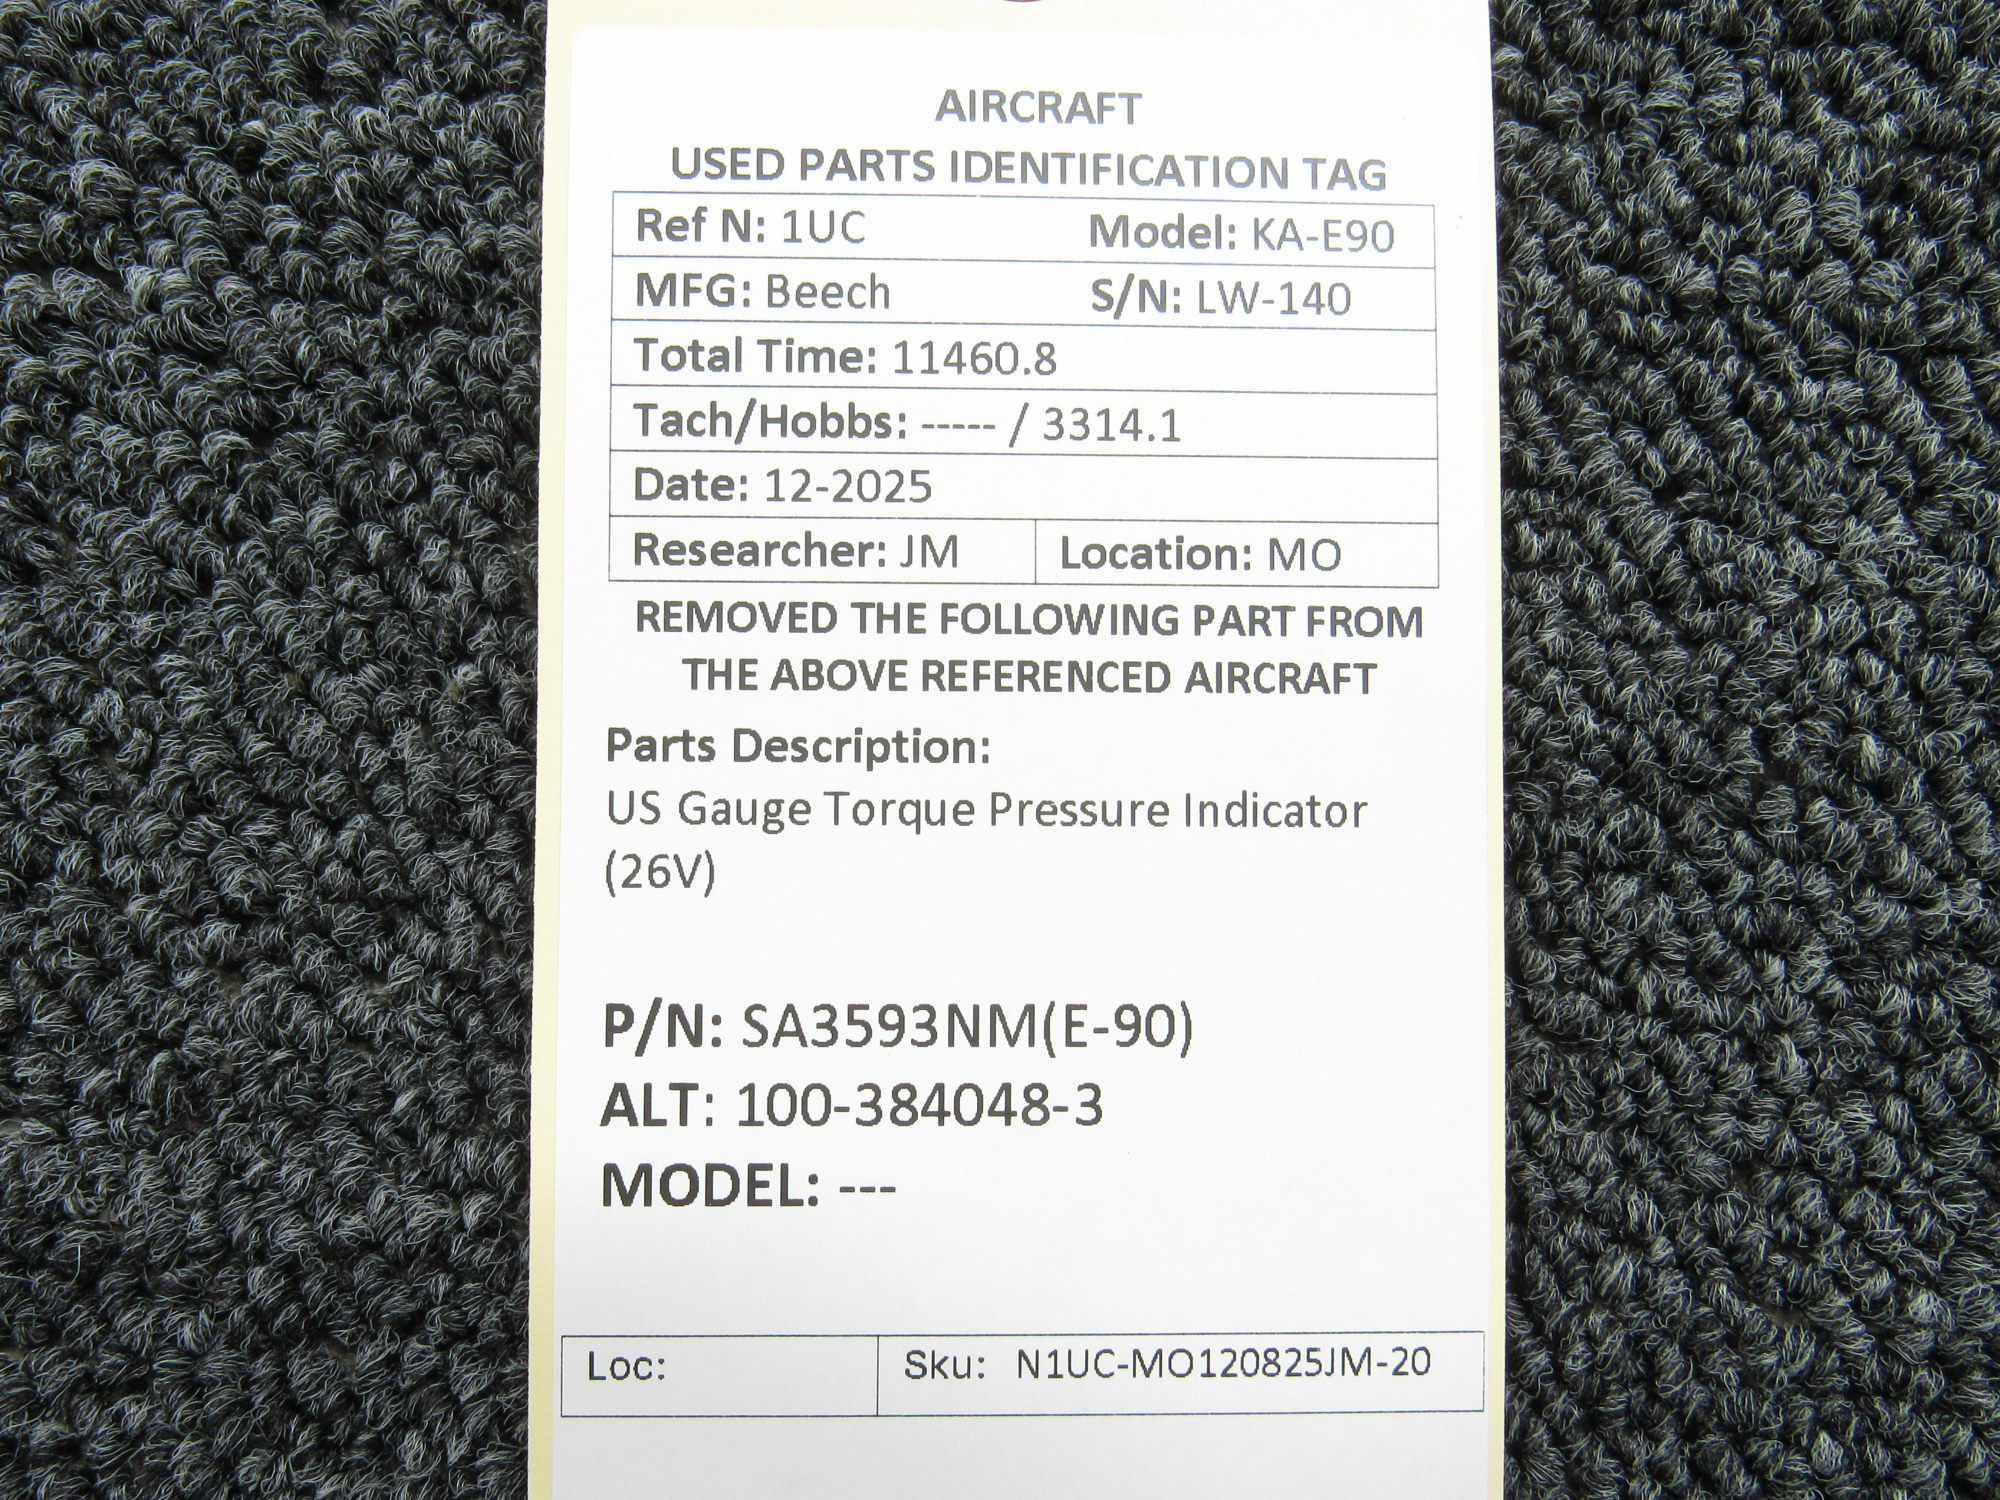 AIRCRAFT
USED PARTS IDENTIFICATION TAG
Ref N: 1UC Model: KA-E90
MFG: Beech S/N: LW-140
Total Time: 11460.8
Tach/Hobbs: ----- / 3314.1
Date: 12-2025
Researcher: JM Location: MO
REMOVED THE FOLLOWING PART FROM
THE ABOVE REFERENCED AIRCRAFT
Parts Description:
US Gauge Torque Pressure Indicator
(26V)
P/N: SA3593NM(E-90)
ALT: 100-384048-3
MODEL: ---
Loc: Sku: N1UC-MO120825JM-20